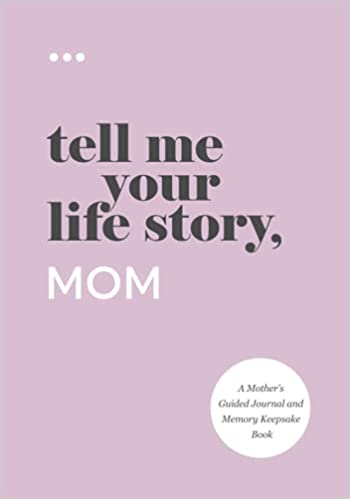 tell me
your
life story,
MOM
A Mother's
Guided Journal and
Memory Keepsake
Book